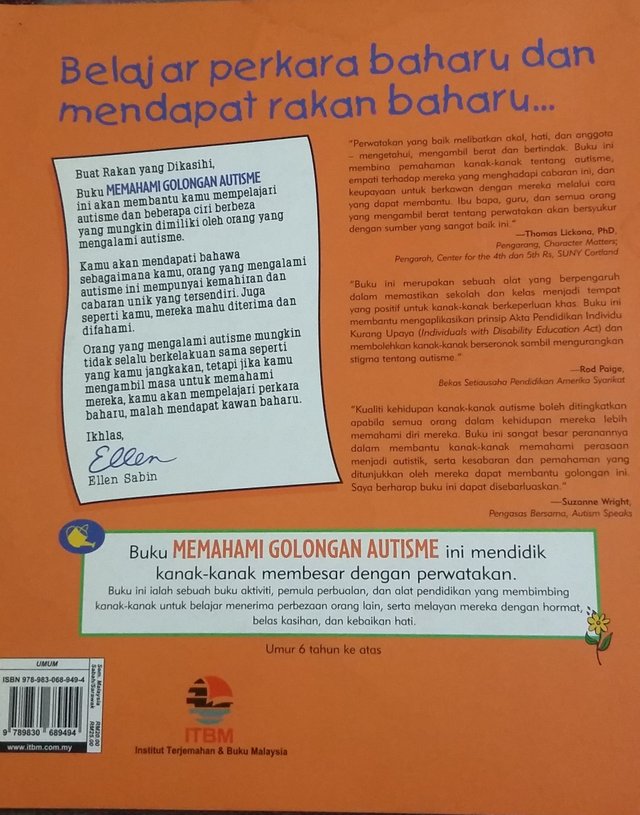 Belajar perkara baharu dan
mendapat rakan baharu...
Buat Rakan yang Dikasihi,
Buku MEMAHAMI GOLONGAN AUTISME
ini akan membantu kamu mempelajari
autisme dan beberapa ciri berbeza
yang mungkin dimiliki oleh orang yang
mengalami autisme.
Kamu akan mendapati bahawa
sebagaimana kamu, orang yang mengalami
autisme ini mempunyai kemahiran dan
cabaran unik yang tersendiri. Juga
seperti kamu, mereka mahu diterima dan
difahami.
Orang yang mengalami autisme mungkin
tidak selalu berkelakuan sama seperti
yang kamu jangkakan, tetapi jika kamu
mengambil masa untuk memahami
mereka, kamu akan mempelajari perkara
baharu, malah mendapat kawan baharu.
Ikhlas,
Ellen
Ellen Sabin
"Perwatakan yang baik melibatkan akal, hati, dan anggota
– mengetahui, mengambil berat dan bertindak. Buku ini
membina pemahaman kanak-kanak tentang autisme,
empati terhadap mereka yang menghadapi cabaran ini, dan
keupayaan untuk berkawan dengan mereka melalui cara
yang dapat membantu. Ibu bapa, guru, dan semua orang
yang mengambil berat tentang perwatakan akan bersyukur
dengan sumber yang sangat baik ini."
—Thomas Lickona, PhD,
Pengarang, Character Matters;
Pengarah, Center for the 4th dan 5th Rs, SUNY Cortland
"Buku ini merupakan sebuah alat yang berpengaruh
dalam memastikan sekolah dan kelas menjadi tempat
yang positif untuk kanak-kanak berkeperluan khas. Buku ini
membantu mengaplikasikan prinsip Akta Pendidikan Individu
Kurang Upaya (Individuals with Disability Education Act) dan
membolehkan kanak-kanak berseronok sambil mengurangkan
stigma tentang autisme."
—Rod Paige,
Bekas Setiausaha Pendidikan Amerika Syarikat
"Kualiti kehidupan kanak-kanak autisme boleh ditingkatkan
apabila semua orang dalam kehidupan mereka lebih
memahami diri mereka. Buku ini sangat besar peranannya
dalam membantu kanak-kanak memahami perasaan
menjadi autistik, serta kesabaran dan pemahaman yang
ditunjukkan oleh mereka dapat membantu golongan ini.
Saya berharap buku ini dapat disebarluaskan."
—Suzanne Wright,
Pengasas Bersama, Autism Speaks
Buku MEMAHAMI GOLONGAN AUTISME ini mendidik
kanak-kanak membesar dengan perwatakan.
Buku ini ialah sebuah buku aktiviti, pemula perbualan, dan alat pendidikan yang membimbing
kanak-kanak untuk belajar menerima perbezaan orang lain, serta melayan mereka dengan hormat,
belas kasihan, dan kebaikan hati.
Umur 6 tahun ke atas
UMUM
ISBN 978-983-068-949-4
9 789830 689494
www.itbm.com.my
Sem. Malaysia RM20.00
Sabah/Sarawak RM25.00
ITBM
Institut Terjemahan & Buku Malaysia